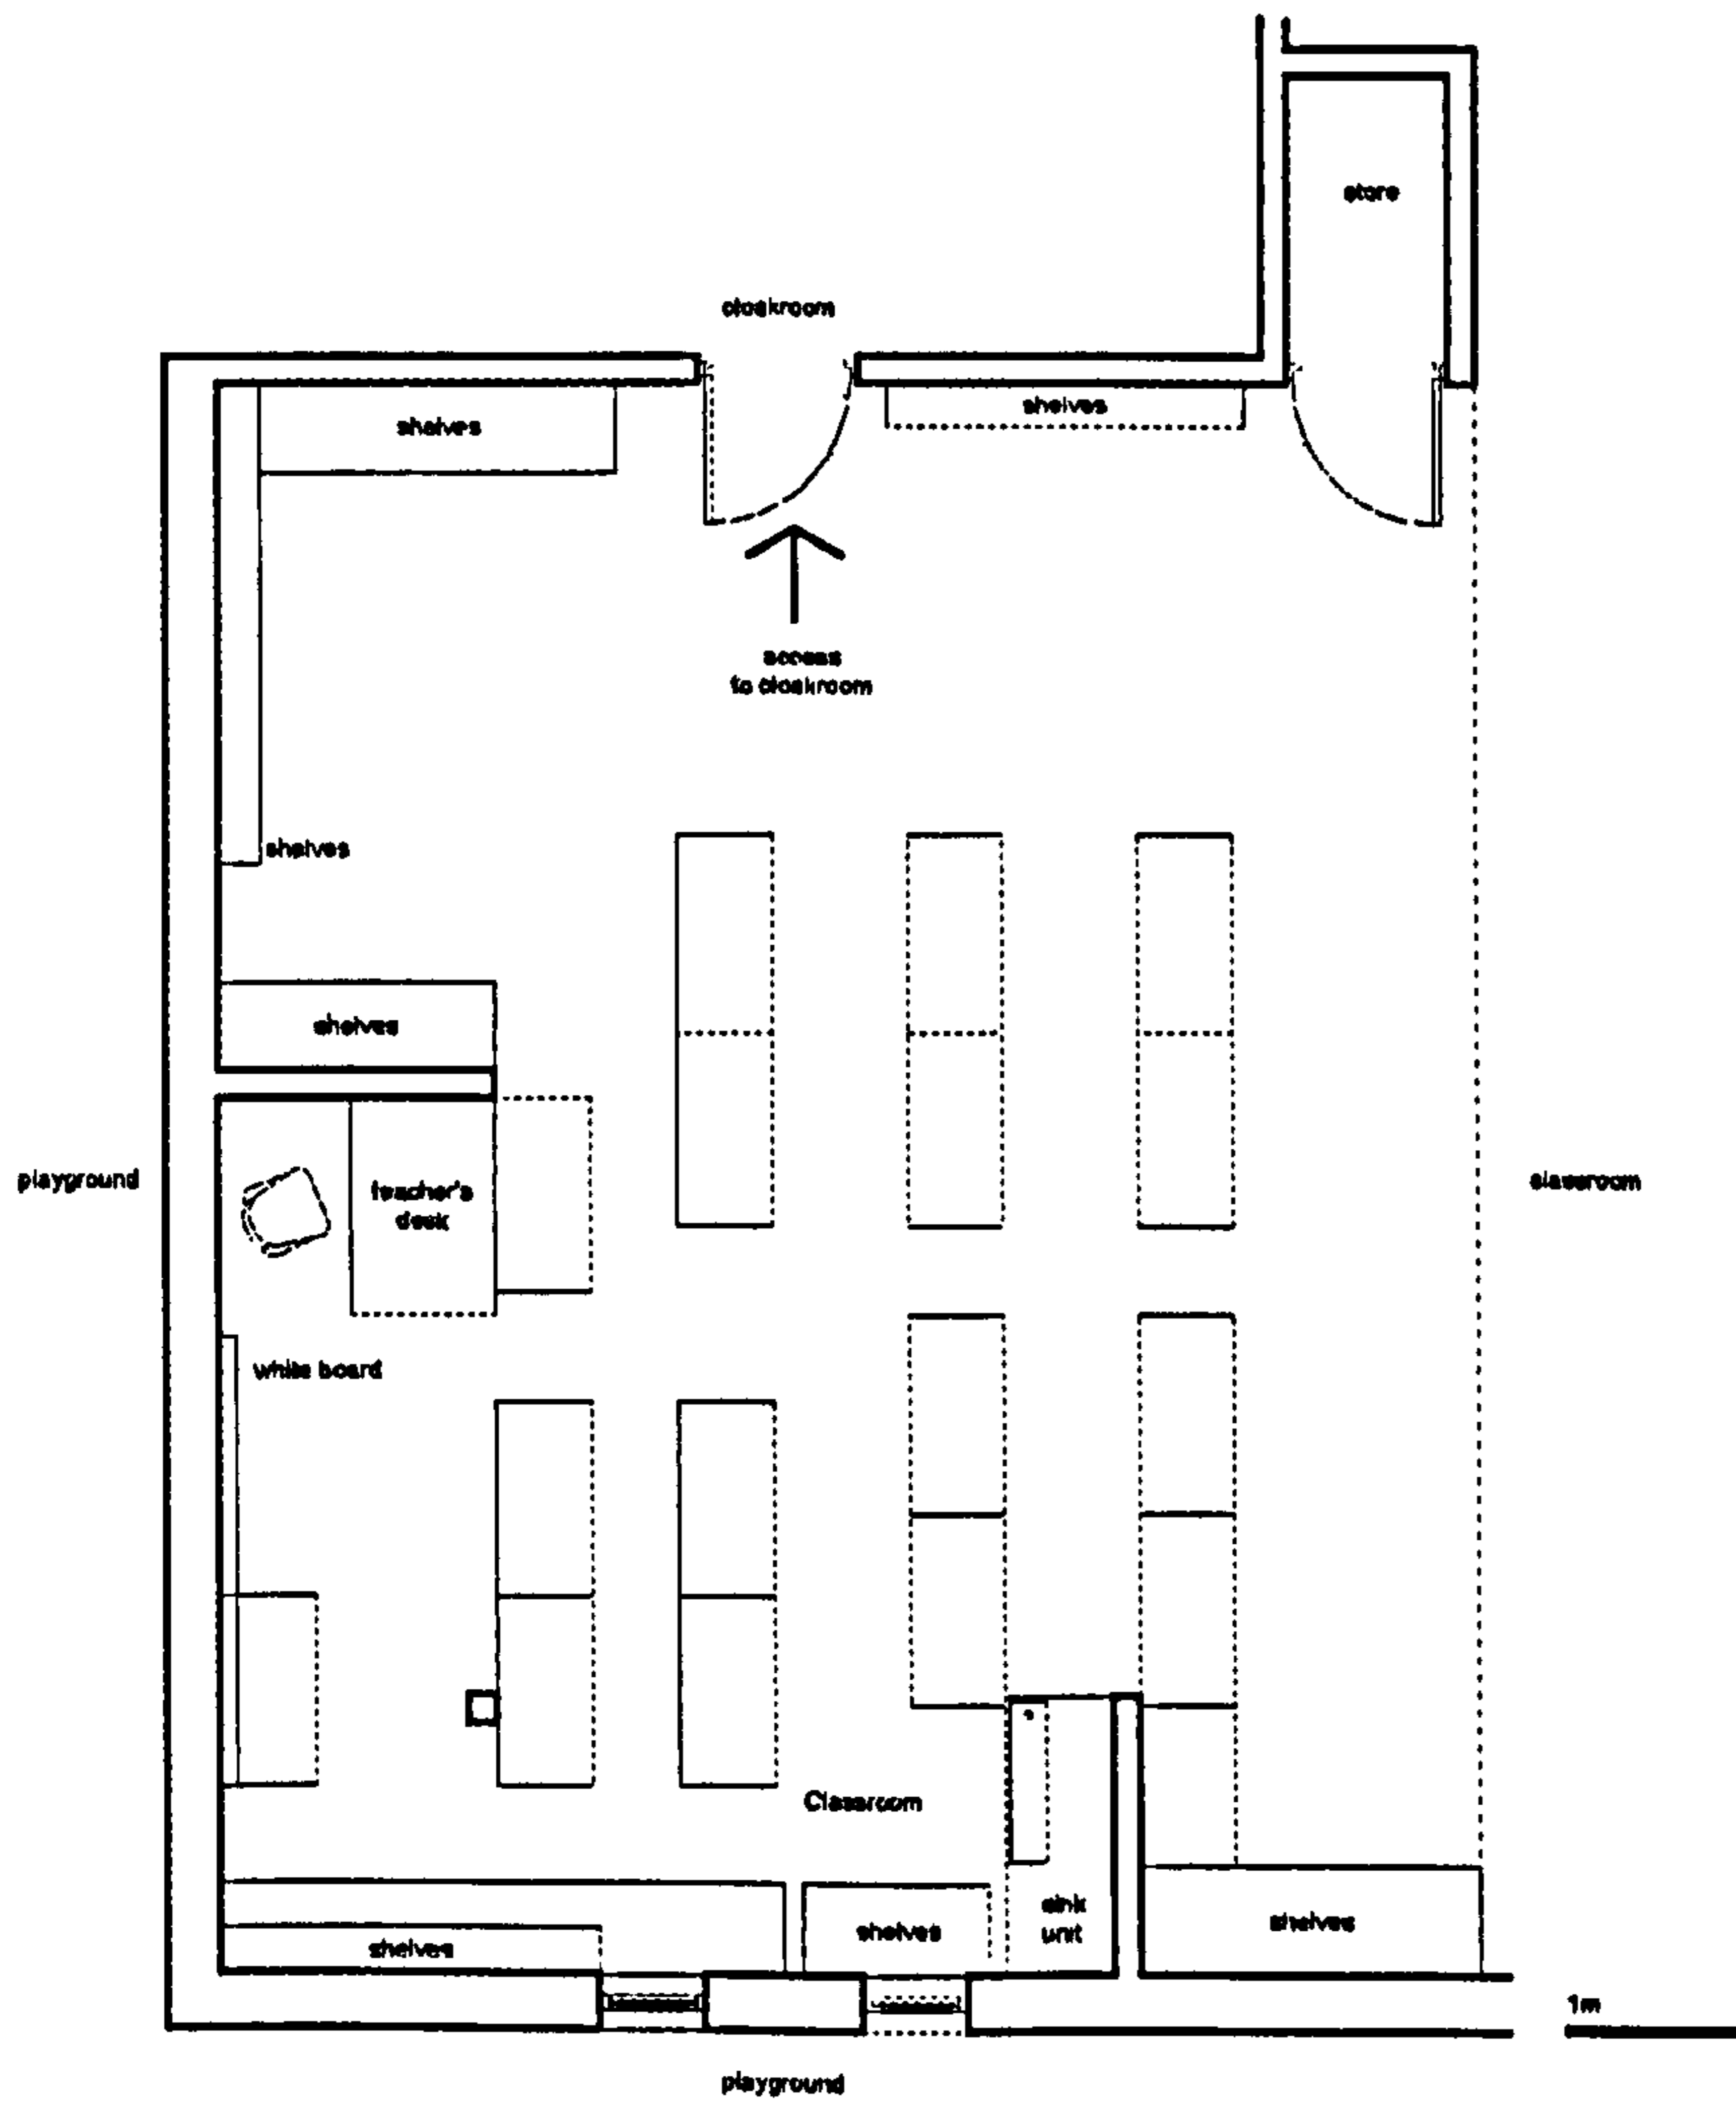 store
cloakroom
shelves
shelves
access
to cloakroom
shelves
shelves
playground
teacher's
desk
classroom
white board
Classroom
sink
unit
shelves
shelves
shelves
1m
playground